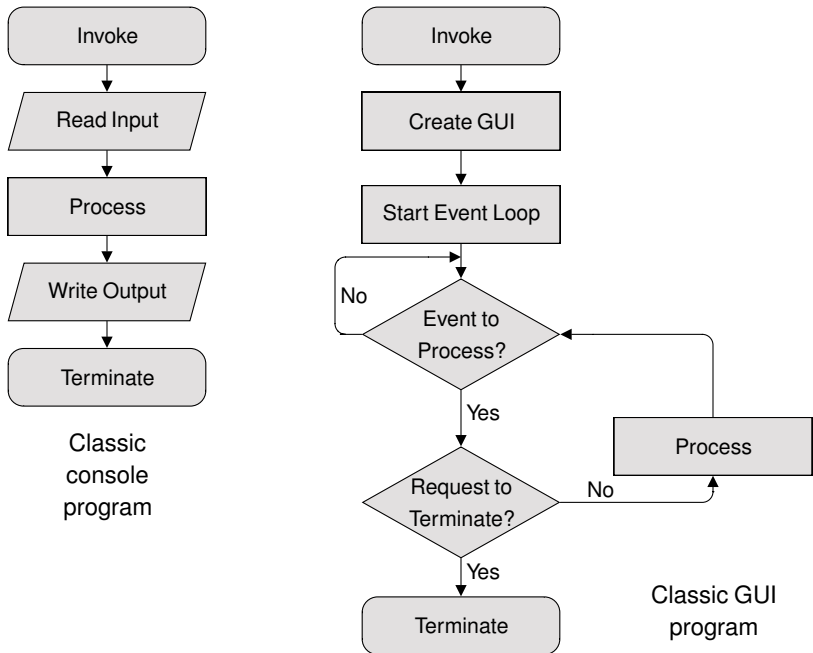 Invoke
Read Input
Process
Write Output
Terminate
Classic
console
program
Invoke
Create GUI
Start Event Loop
No
Event to
Process?
Yes
Process
Request to
Terminate?
No
Yes
Terminate
Classic GUI
program